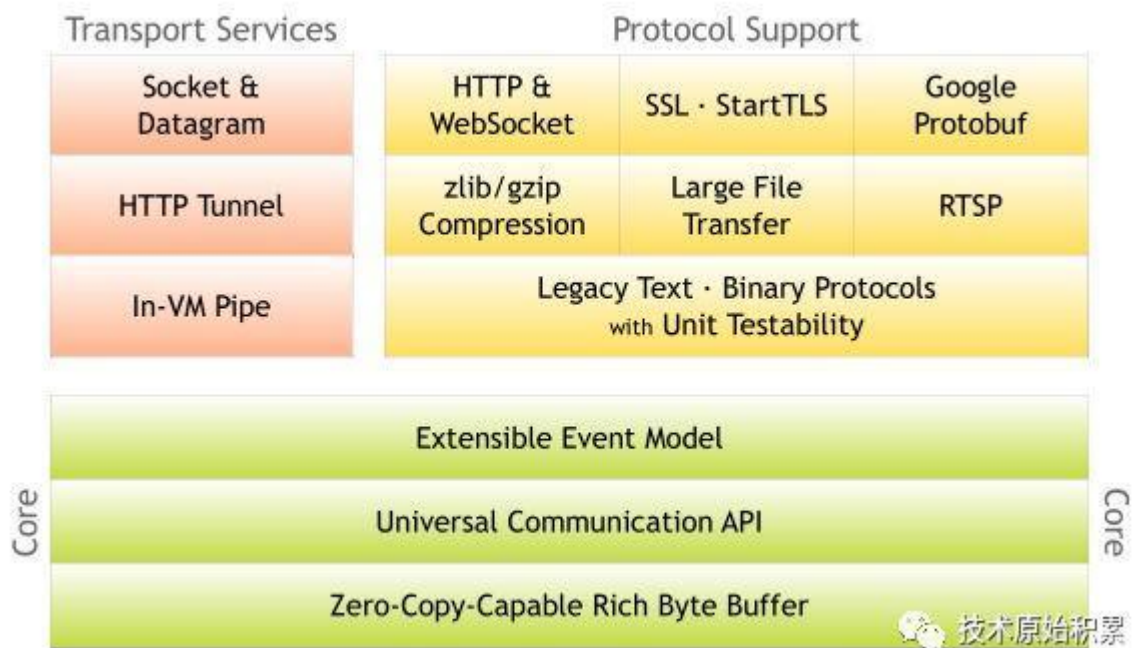 Transport Services
Protocol Support
Socket &
Datagram
HTTP &
WebSocket
SSL · StartTLS
Google
Protobuf
HTTP Tunnel
zlib/gzip
Compression
Large File
Transfer
RTSP
In-VM Pipe
Legacy Text · Binary Protocols
with Unit Testability
Core
Extensible Event Model
Universal Communication API
Zero-Copy-Capable Rich Byte Buffer
Core
技术原始积累